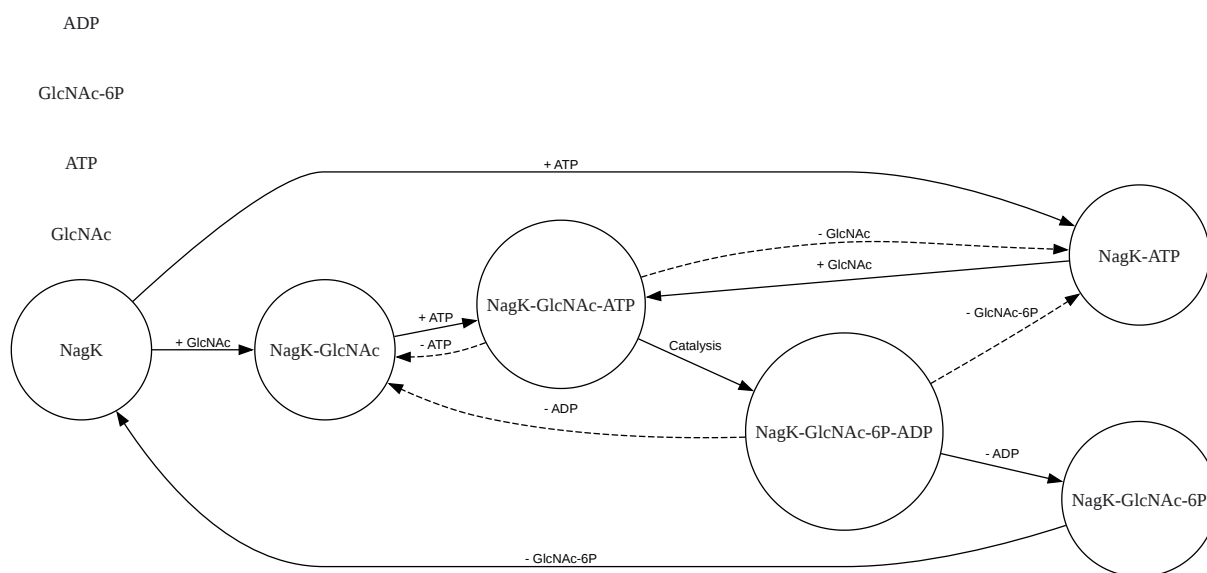 ADP
GlcNAc-6P
ATP
+ ATP
GlcNAc
- GlcNAc
NagK-ATP
+ GlcNAc
NagK-GlcNAc-ATP
- GlcNAc-6P
+ ATP
NagK
+ GlcNAc
NagK-GlcNAc
- ATP
Catalysis
- ADP
NagK-GlcNAc-6P-ADP
- ADP
NagK-GlcNAc-6P
- GlcNAc-6P